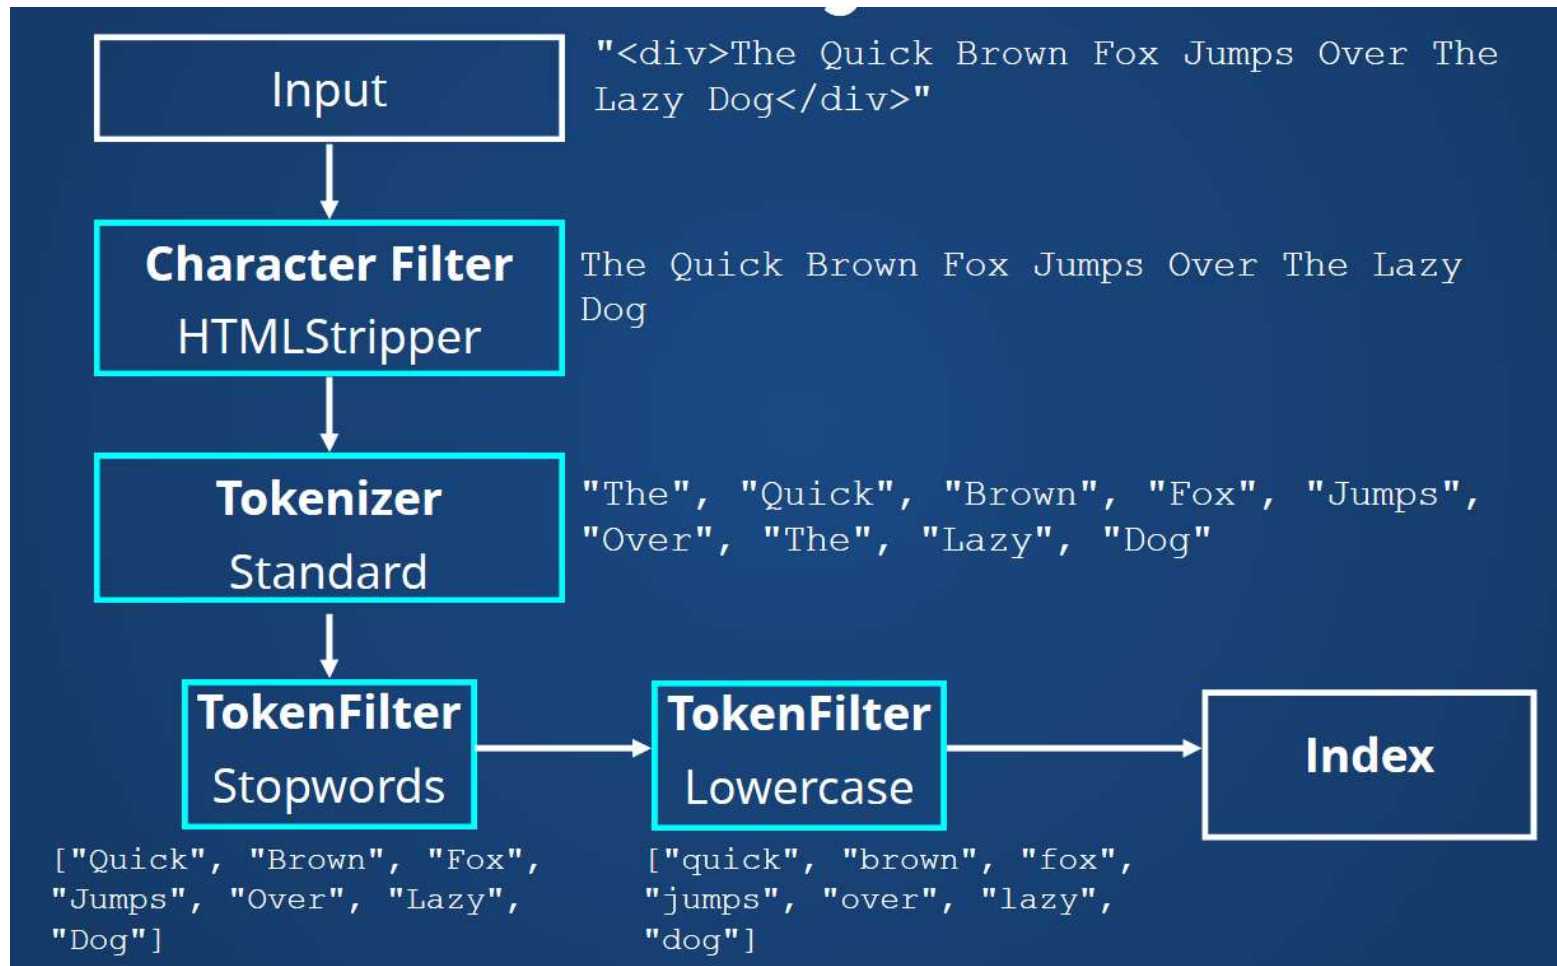 Input
"<div>The Quick Brown Fox Jumps Over The
Lazy Dog</div>"
Character Filter
HTMLStripper
The Quick Brown Fox Jumps Over The Lazy
Dog
Tokenizer
Standard
"The", "Quick", "Brown", "Fox", "Jumps",
"Over", "The", "Lazy", "Dog"
TokenFilter
Stopwords
["Quick", "Brown", "Fox",
"Jumps", "Over", "Lazy",
"Dog"]
TokenFilter
Lowercase
["quick", "brown", "fox",
"jumps", "over", "lazy",
"dog"]
Index